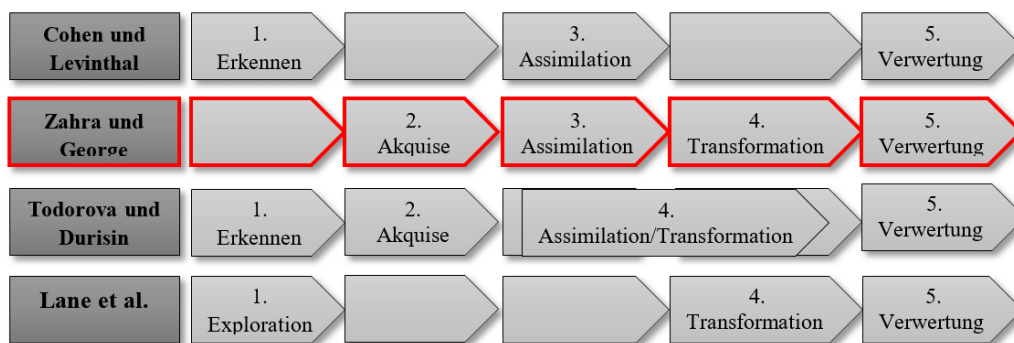 Cohen und
Levinthal
1.
Erkennen
3.
Assimilation
5.
Verwertung
Zahra und
George
2.
Akquise
3.
Assimilation
4.
Transformation
5.
Verwertung
Todorova und
Durisin
1.
Erkennen
2.
Akquise
4.
Assimilation/Transformation
5.
Verwertung
Lane et al.
1.
Exploration
4.
Transformation
5.
Verwertung